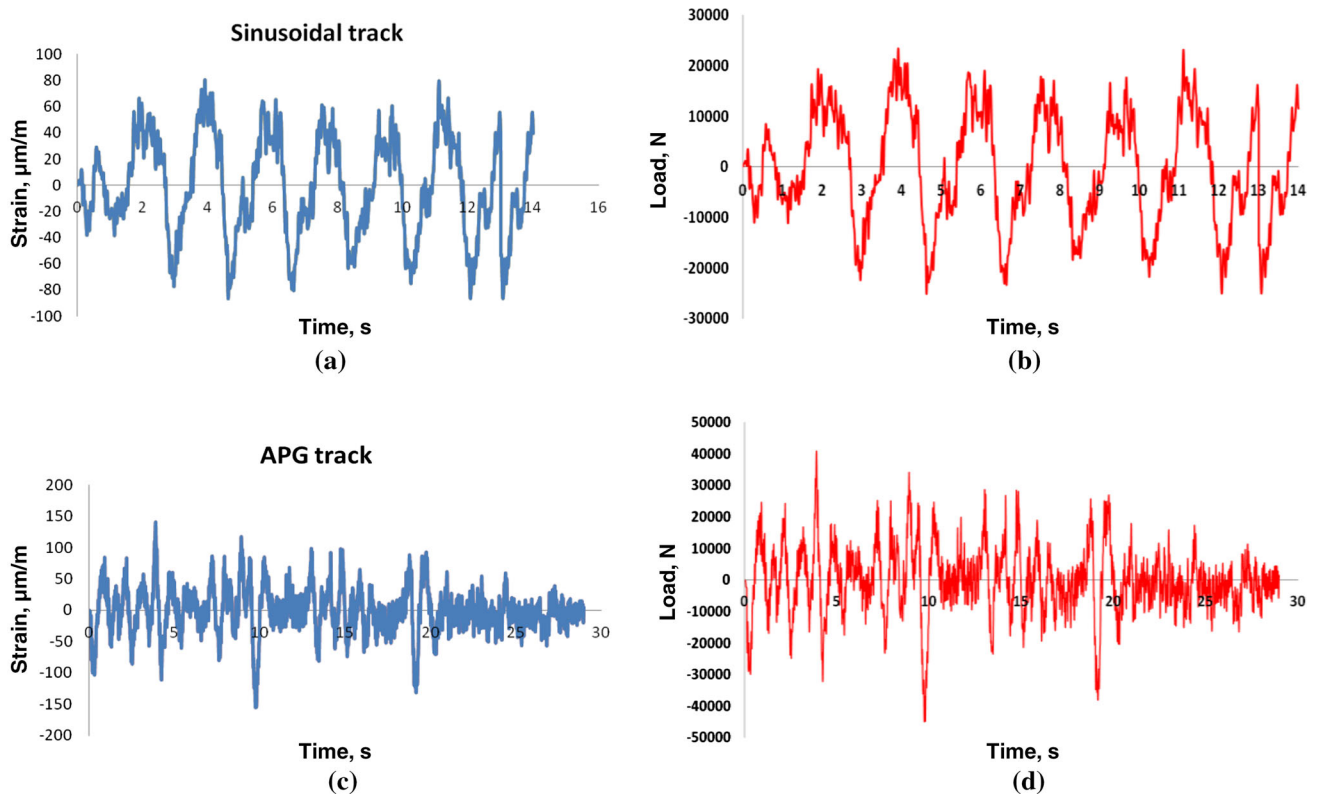 Sinusoidal track
100
80
60
40
20
0
-20
-40
-60
-80
-100
Strain, µm/m
0 2 4 6 8 10 12 14 16
Time, s
(a)
30000
20000
10000
0
-10000
-20000
-30000
Load, N
0 1 2 3 4 5 6 7 8 9 10 11 12 13 14
Time, s
(b)
APG track
200
150
100
50
0
-50
-100
-150
-200
Strain, µm/m
0 5 10 15 20 25 30
Time, s
(c)
50000
40000
30000
20000
10000
0
-10000
-20000
-30000
-40000
-50000
Load, N
0 5 10 15 20 25 30
Time, s
(d)